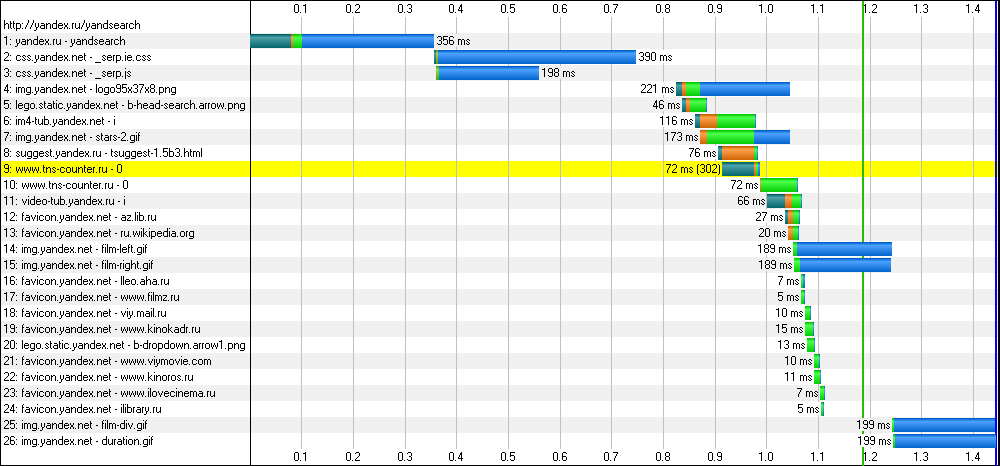 0.1 0.2 0.3 0.4 0.5 0.6 0.7 0.8 0.9 1.0 1.1 1.2 1.3 1.4
http://yandex.ru/yandsearch
1: yandex.ru - yandsearch 356 ms
2: css.yandex.net - _serp.ie.css 390 ms
3: css.yandex.net - _serp.js 198 ms
4: img.yandex.net - logo95x37x8.png 221 ms
5: lego.static.yandex.net - b-head-search.arrow.png 46 ms
6: im4-tub.yandex.net - i 116 ms
7: img.yandex.net - stars-2.gif 173 ms
8: suggest.yandex.ru - tsuggest-1.5b3.html 76 ms
9: www.tns-counter.ru - 0 72 ms (302)
10: www.tns-counter.ru - 0 72 ms
11: video-tub.yandex.ru - i 66 ms
12: favicon.yandex.net - az.lib.ru 27 ms
13: favicon.yandex.net - ru.wikipedia.org 20 ms
14: img.yandex.net - film-left.gif 189 ms
15: img.yandex.net - film-right.gif 189 ms
16: favicon.yandex.net - lleo.aha.ru 7 ms
17: favicon.yandex.net - www.filmz.ru 5 ms
18: favicon.yandex.net - viy.mail.ru 10 ms
19: favicon.yandex.net - www.kinokadr.ru 15 ms
20: lego.static.yandex.net - b-dropdown.arrow1.png 13 ms
21: favicon.yandex.net - www.viymovie.com 10 ms
22: favicon.yandex.net - www.kinoros.ru 11 ms
23: favicon.yandex.net - www.ilovecinema.ru 7 ms
24: favicon.yandex.net - ilibrary.ru 5 ms
25: img.yandex.net - film-div.gif 199 ms
26: img.yandex.net - duration.gif 199 ms
0.1 0.2 0.3 0.4 0.5 0.6 0.7 0.8 0.9 1.0 1.1 1.2 1.3 1.4